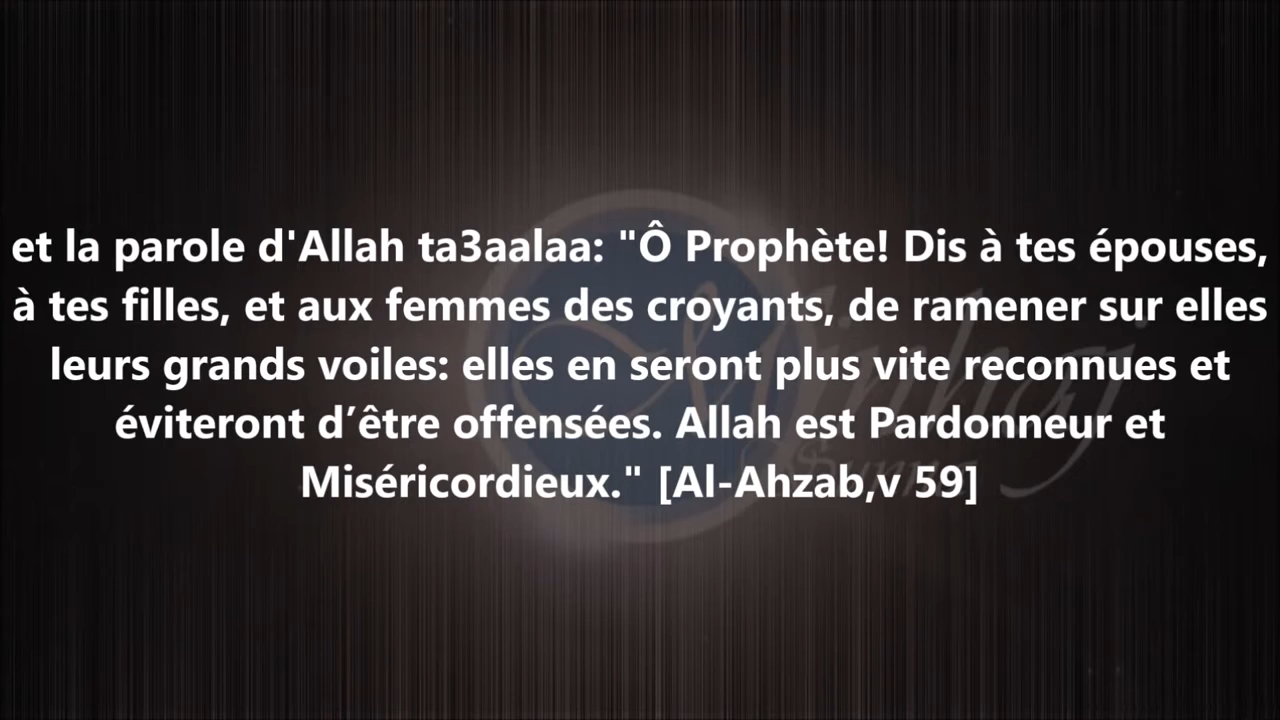 et la parole d'Allah ta3aalaa: "Ô Prophète! Dis à tes épouses,
à tes filles, et aux femmes des croyants, de ramener sur elles
leurs grands voiles: elles en seront plus vite reconnues et
éviteront d’être offensées. Allah est Pardonneur et
Miséricordieux." [Al-Ahzab,v 59]
Minhaj
Sunna